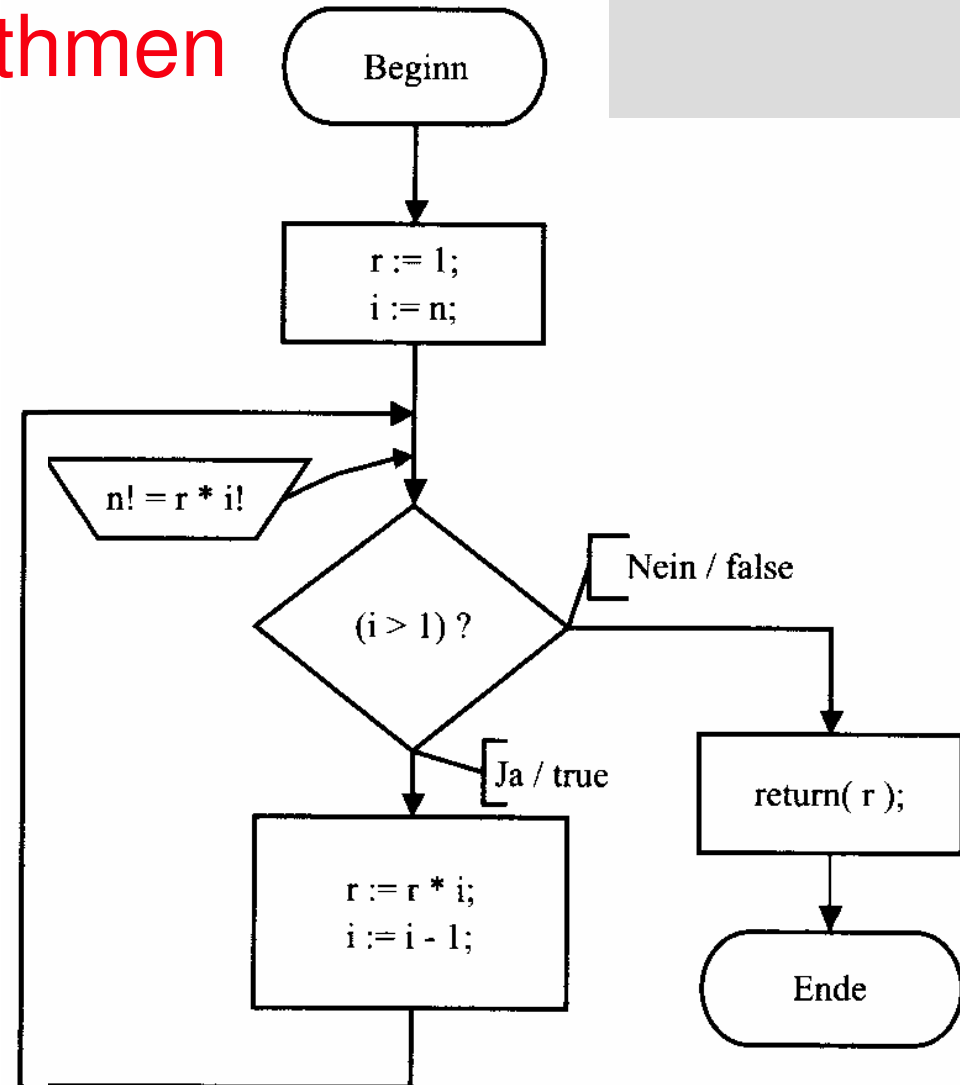 thmen
Beginn
r := 1;
i := n;
n! = r * i!
(i > 1) ?
Nein / false
Ja / true
return( r );
r := r * i;
i := i - 1;
Ende